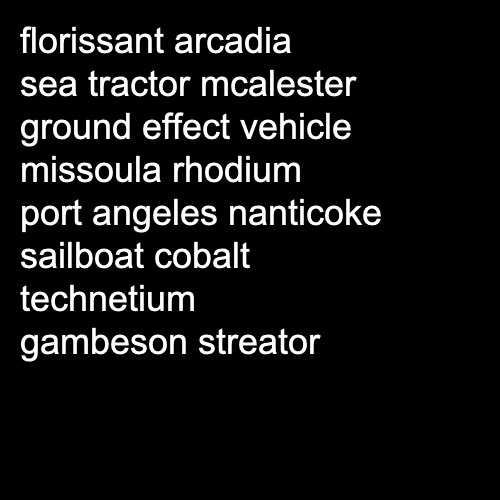 florissant arcadia
sea tractor mcalester
ground effect vehicle
missoula rhodium
port angeles nanticoke
sailboat cobalt
technetium
gambeson streator